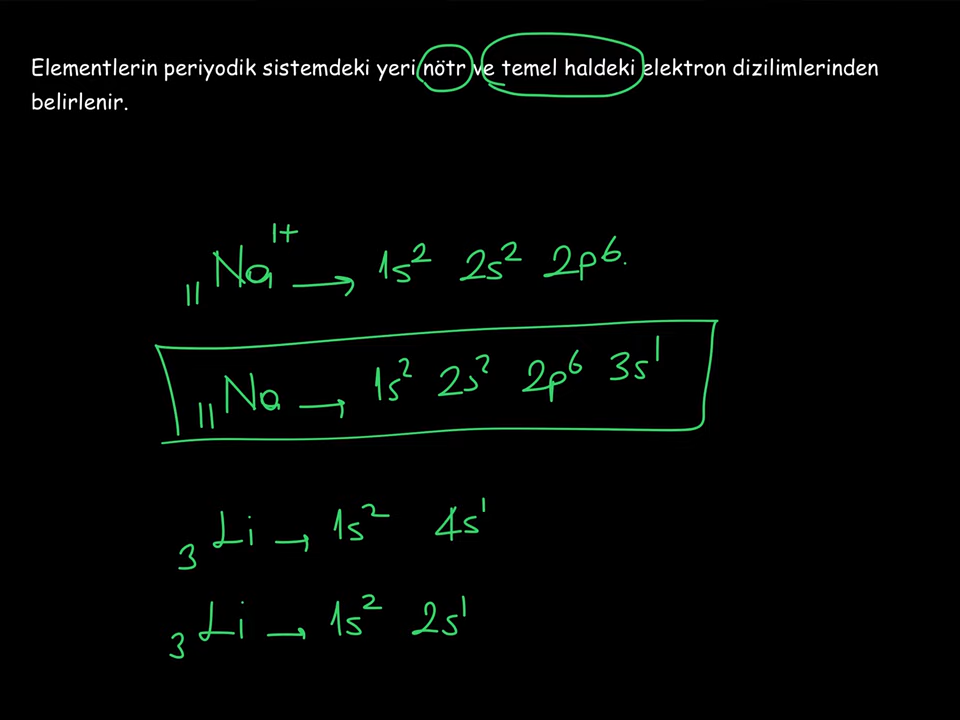 Elementlerin periyodik sistemdeki yeri nötr ve temel haldeki elektron dizilimlerinden
belirlenir.
₁₁Na¹⁺ → 1s² 2s² 2p⁶.
₁₁Na → 1s² 2s² 2p⁶ 3s¹
₃Li → 1s² 4s¹
₃Li → 1s² 2s¹